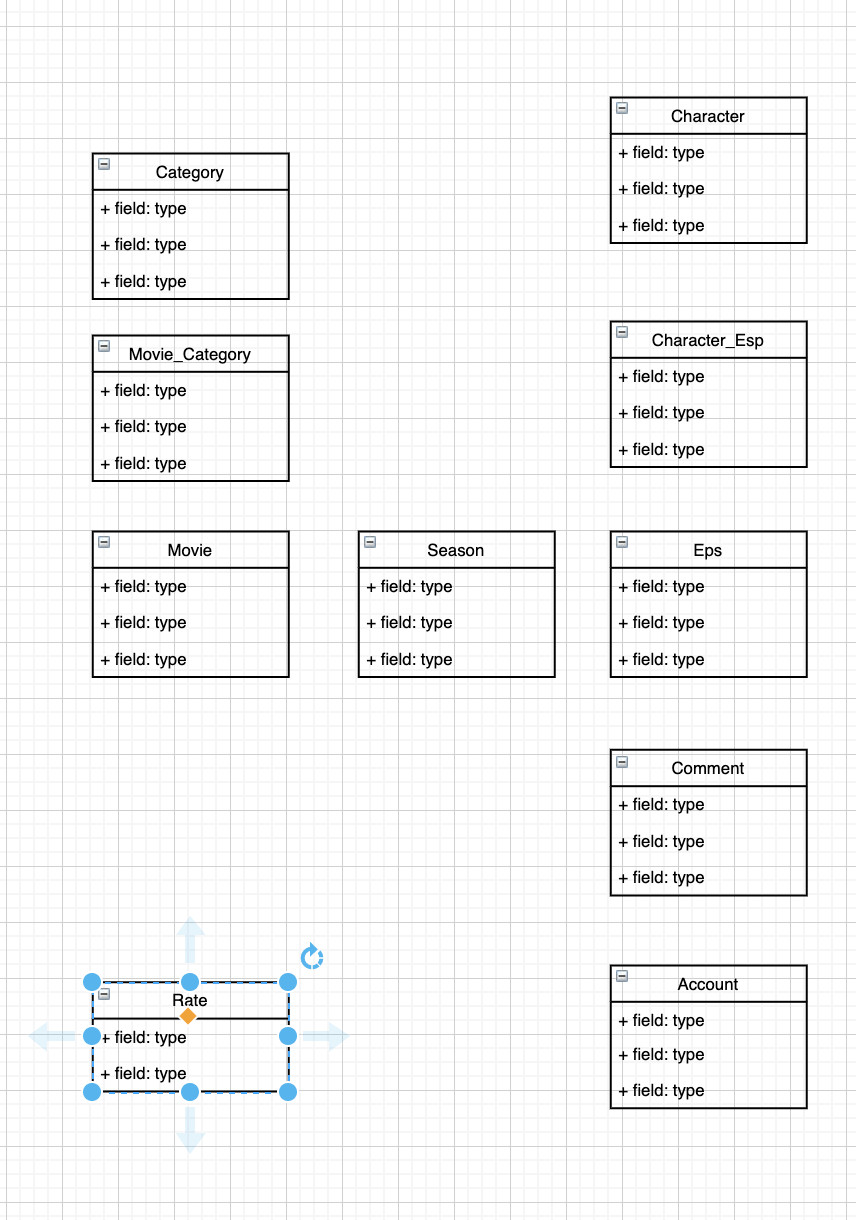 Character
+ field: type
+ field: type
+ field: type
Category
+ field: type
+ field: type
+ field: type
Character_Esp
+ field: type
+ field: type
+ field: type
Movie_Category
+ field: type
+ field: type
+ field: type
Movie
+ field: type
+ field: type
+ field: type
Season
+ field: type
+ field: type
+ field: type
Eps
+ field: type
+ field: type
+ field: type
Comment
+ field: type
+ field: type
+ field: type
Rate
+ field: type
+ field: type
Account
+ field: type
+ field: type
+ field: type